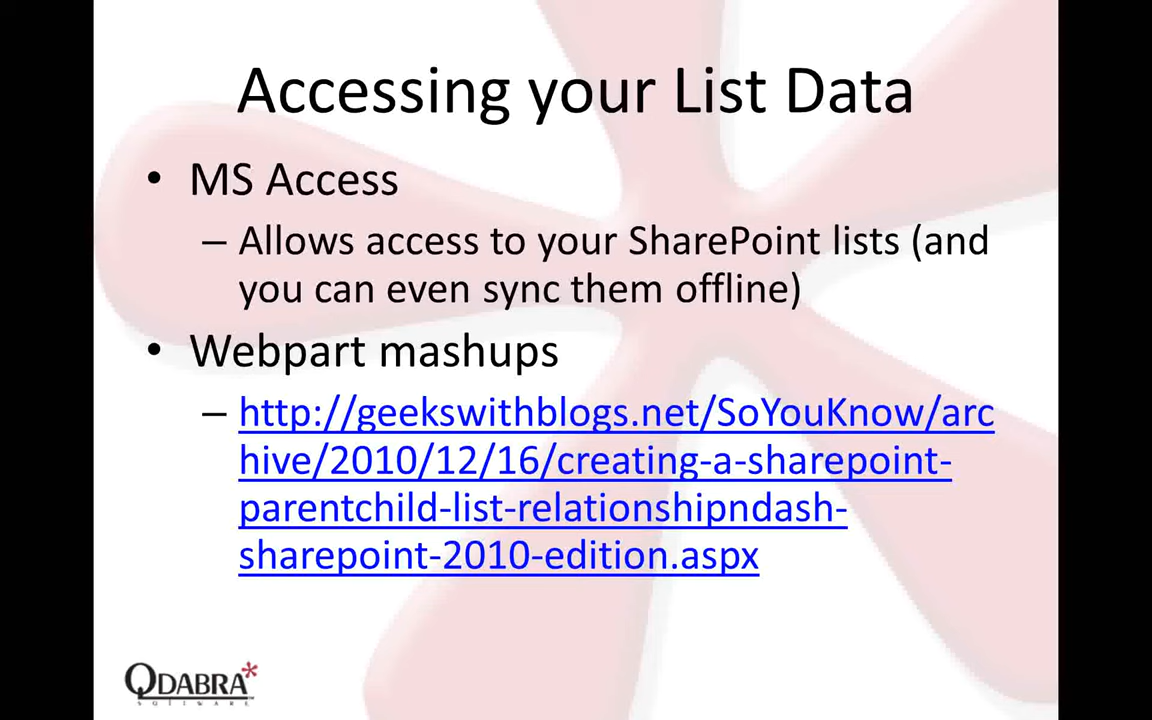 Accessing your List Data
• MS Access
– Allows access to your SharePoint lists (and
you can even sync them offline)
• Webpart mashups
– http://geekswithblogs.net/SoYouKnow/arc
hive/2010/12/16/creating-a-sharepoint-
parentchild-list-relationshipndash-
sharepoint-2010-edition.aspx
QDABRA*
SOFTWARE